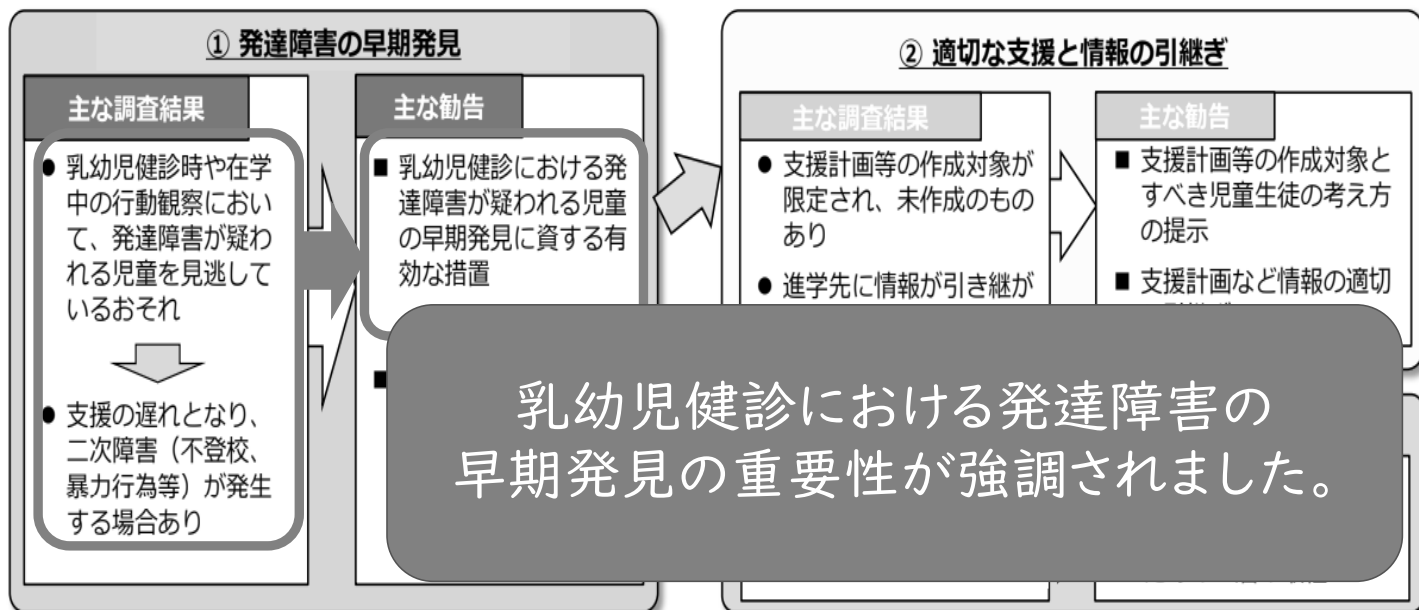 ① 発達障害の早期発見
主な調査結果
● 乳幼児健診時や在学
中の行動観察におい
て、発達障害が疑わ
れる児童を見逃して
いるおそれ
● 支援の遅れとなり、
二次障害（不登校、
暴力行為等）が発生
する場合あり
主な勧告
■ 乳幼児健診における発
達障害が疑われる児童
の早期発見に資する有
効な措置
■
② 適切な支援と情報の引継ぎ
主な調査結果
● 支援計画等の作成対象が
限定され、未作成のもの
あり
● 進学先に情報が引き継が
主な勧告
■ 支援計画等の作成対象と
すべき児童生徒の考え方
の提示
■ 支援計画など情報の適切
乳幼児健診における発達障害の
早期発見の重要性が強調されました。